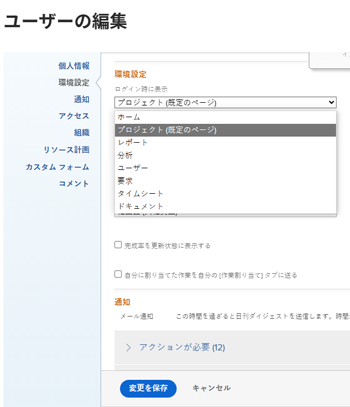 ユーザーの編集
個人情報
環境設定
通知
アクセス
組織
リソース計画
カスタム フォーム
コメント
環境設定
ログイン時に表示
プロジェクト (既定のページ)
ホーム
プロジェクト (既定のページ)
レポート
分析
ユーザー
要求
タイムシート
ドキュメント
完成率を更新状態に表示する
自分に割り当てた作業を自分の [作業割り当て] タブに送る
通知
メール通知 この時間を過ぎると日刊ダイジェストを送信します。時間
アクションが必要 (12)
変更を保存 キャンセル